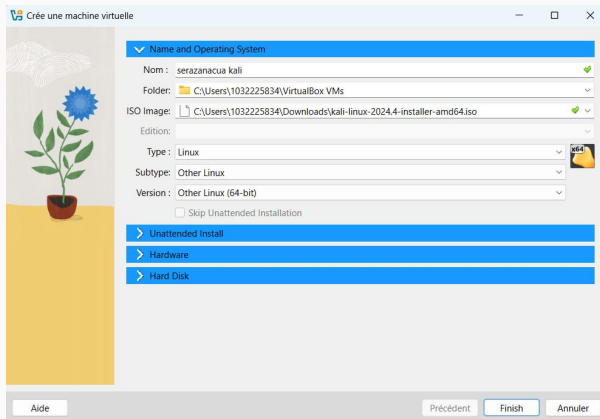 Crée une machine virtuelle
Name and Operating System
Nom : serazanacua kali
Folder: C:\Users\1032225834\VirtualBox VMs
ISO Image: C:\Users\1032225834\Downloads\kali-linux-2024.4-installer-amd64.iso
Edition:
Type : Linux
x64
Subtype: Other Linux
Version : Other Linux (64-bit)
Skip Unattended Installation
Unattended Install
Hardware
Hard Disk
Aide Précédent Finish Annuler